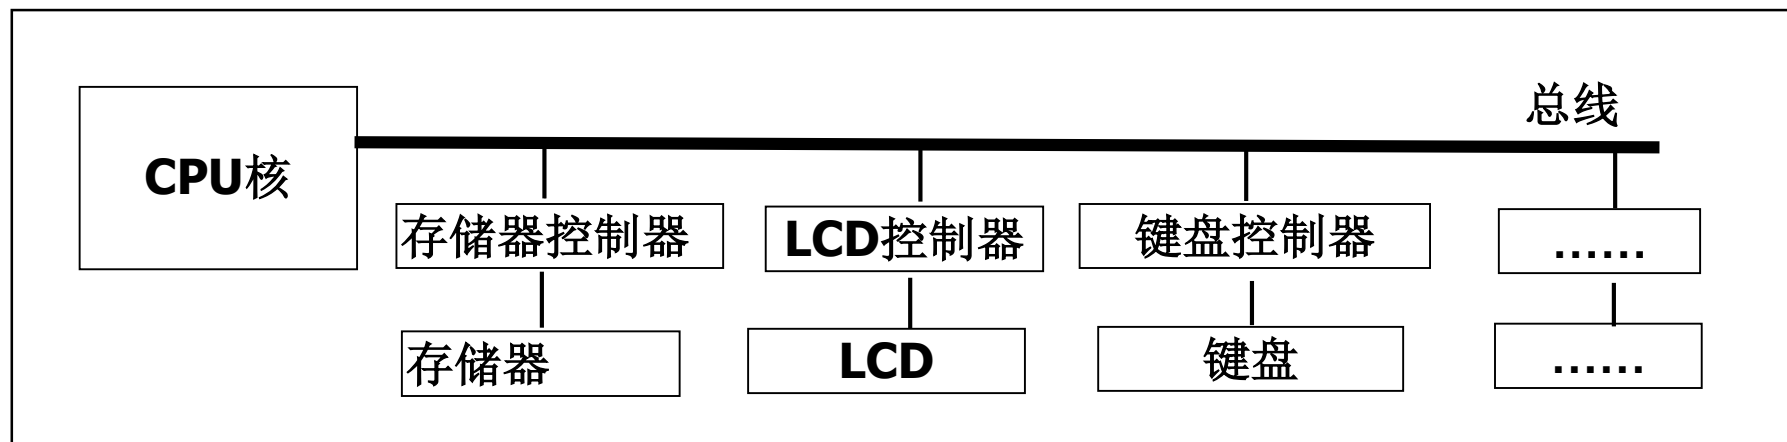 总线
CPU核
存储器控制器
LCD控制器
键盘控制器
......
存储器
LCD
键盘
......